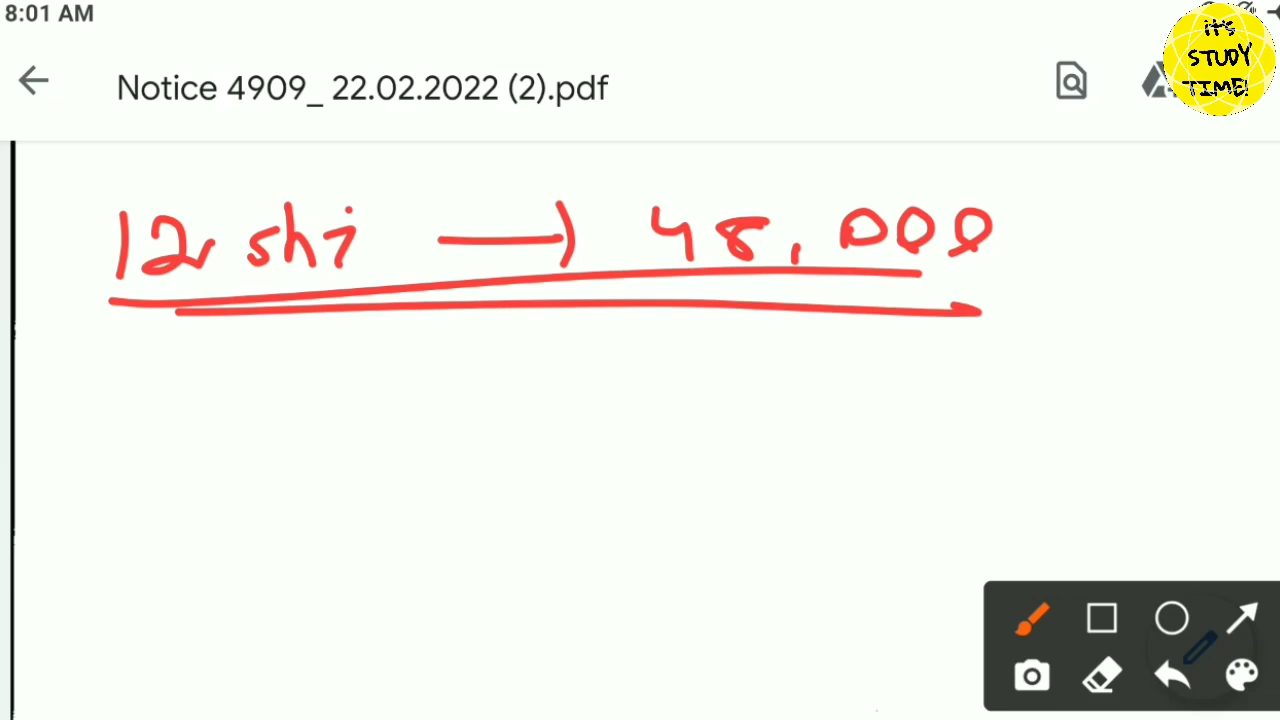 8:01 AM
Notice 4909_ 22.02.2022 (2).pdf
IT'S
STUDY
TIME!
12 shi → 48,000